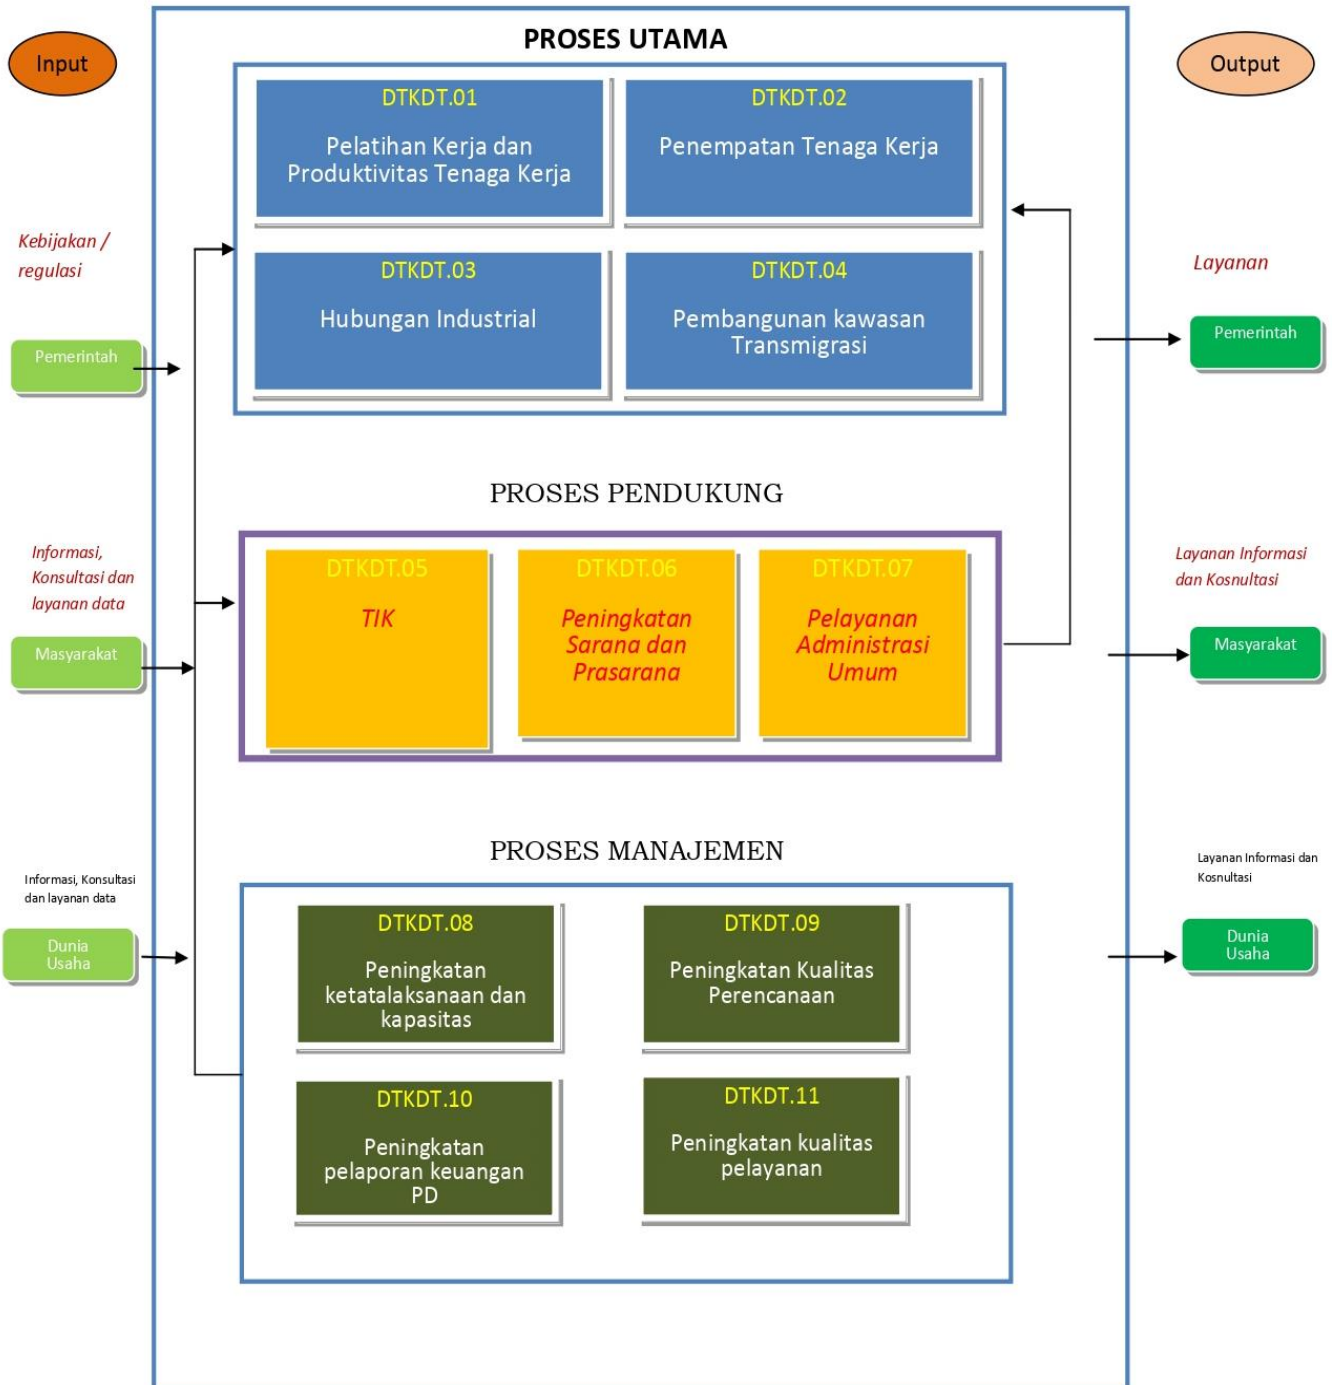 PROSES UTAMA
Input
Output
DTKDT.01
Pelatihan Kerja dan
Produktivitas Tenaga Kerja
DTKDT.02
Penempatan Tenaga Kerja
Kebijakan /
regulasi
Layanan
DTKDT.03
Hubungan Industrial
DTKDT.04
Pembangunan kawasan
Transmigrasi
Pemerintah
Pemerintah
PROSES PENDUKUNG
Informasi,
Konsultasi dan
layanan data
Layanan Informasi
dan Kosnultasi
DTKDT.05
TIK
DTKDT.06
Peningkatan
Sarana dan
Prasarana
DTKDT.07
Pelayanan
Administrasi
Umum
Masyarakat
Masyarakat
PROSES MANAJEMEN
Informasi, Konsultasi
dan layanan data
Layanan Informasi dan
Kosnultasi
DTKDT.08
Peningkatan
ketatalaksanaan dan
kapasitas
DTKDT.09
Peningkatan Kualitas
Perencanaan
Dunia
Usaha
Dunia
Usaha
DTKDT.10
Peningkatan
pelaporan keuangan
PD
DTKDT.11
Peningkatan kualitas
pelayanan